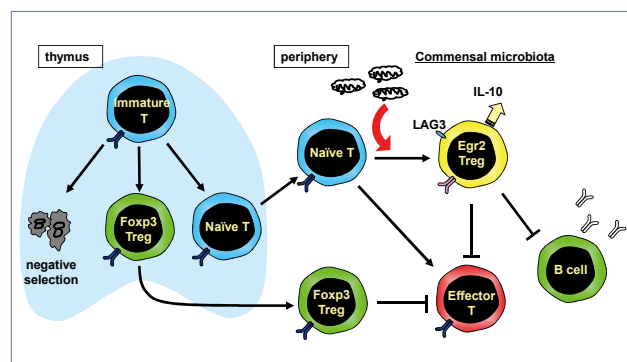 thymus
periphery
Commensal microbiota
Immature
T
IL-10
LAG3
Naïve T
Egr2
Treg
Foxp3
Treg
Naïve T
negative
selection
Foxp3
Treg
Effector
T
B cell